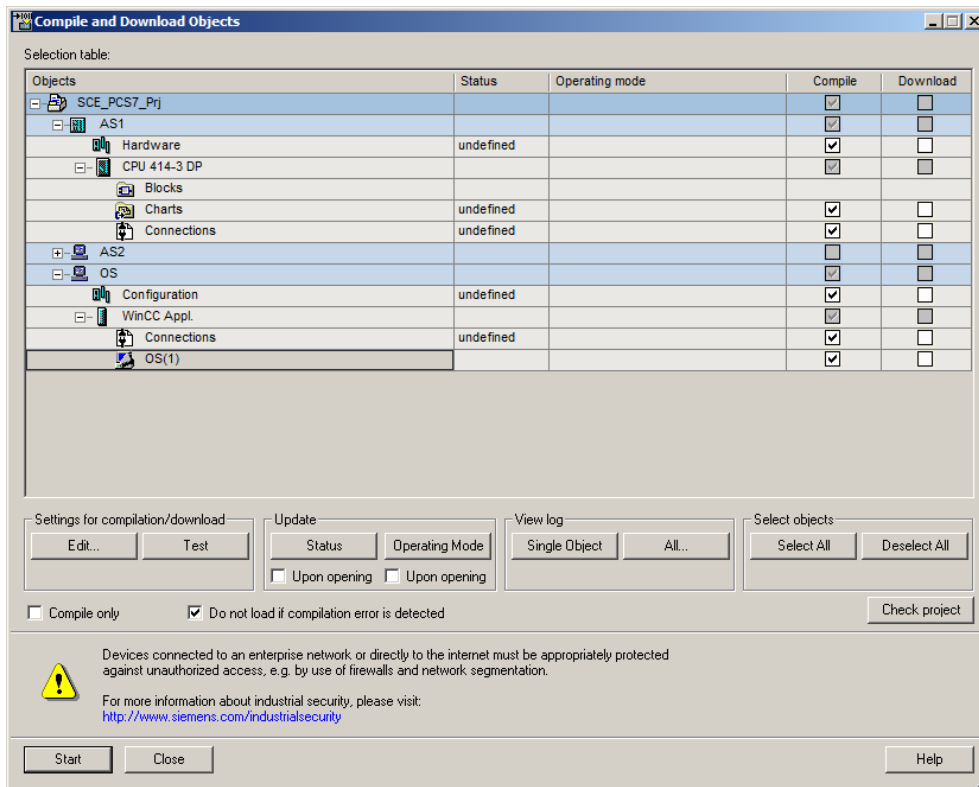 Compile and Download Objects
Selection table:
Objects Status Operating mode Compile Download
SCE_PCS7_Prj
AS1
Hardware undefined
CPU 414-3 DP
Blocks
Charts undefined
Connections undefined
AS2
OS
Configuration undefined
WinCC Appl.
Connections undefined
OS(1)
Settings for compilation/download Update View log Select objects
Edit... Test Status Operating Mode Single Object All... Select All Deselect All
Upon opening Upon opening
Compile only Do not load if compilation error is detected Check project
Devices connected to an enterprise network or directly to the internet must be appropriately protected
against unauthorized access, e.g. by use of firewalls and network segmentation.
For more information about industrial security, please visit:
http://www.siemens.com/industrialsecurity
Start Close Help